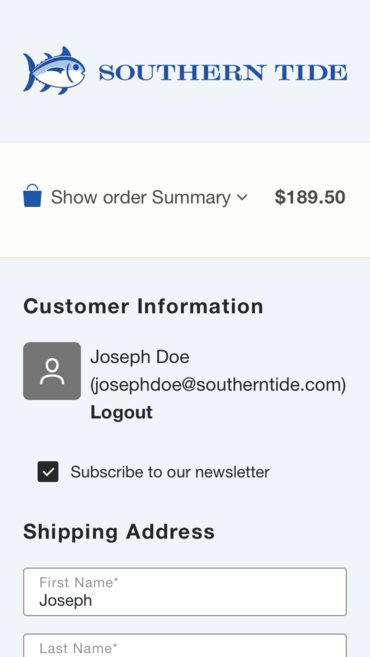 SOUTHERN TIDE
Show order Summary $189.50
Customer Information
Joseph Doe
(josephdoe@southerntide.com)
Logout
Subscribe to our newsletter
Shipping Address
First Name*
Joseph
Last Name*